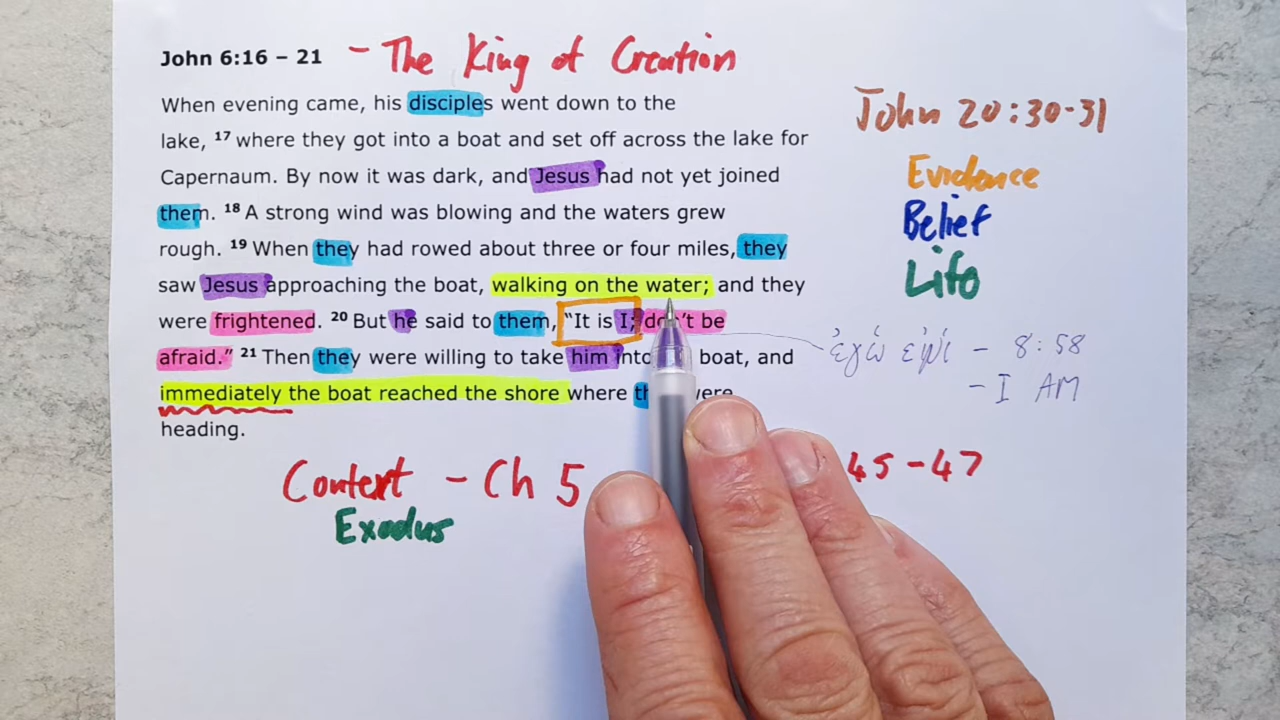 John 6:16 – 21 - The King of Creation
When evening came, his disciples went down to the
lake, 17 where they got into a boat and set off across the lake for
Capernaum. By now it was dark, and Jesus had not yet joined
them. 18 A strong wind was blowing and the waters grew
rough. 19 When they had rowed about three or four miles, they
saw Jesus approaching the boat, walking on the water; and they
were frightened. 20 But he said to them, “It is I; don't be
afraid.” 21 Then they were willing to take him into boat, and
immediately the boat reached the shore where were
heading.
John 20:30-31
Evidence
Belief
Life
ἐγώ εἰμί - 8:58
- I AM
Context - Ch 5 45-47
Exodus